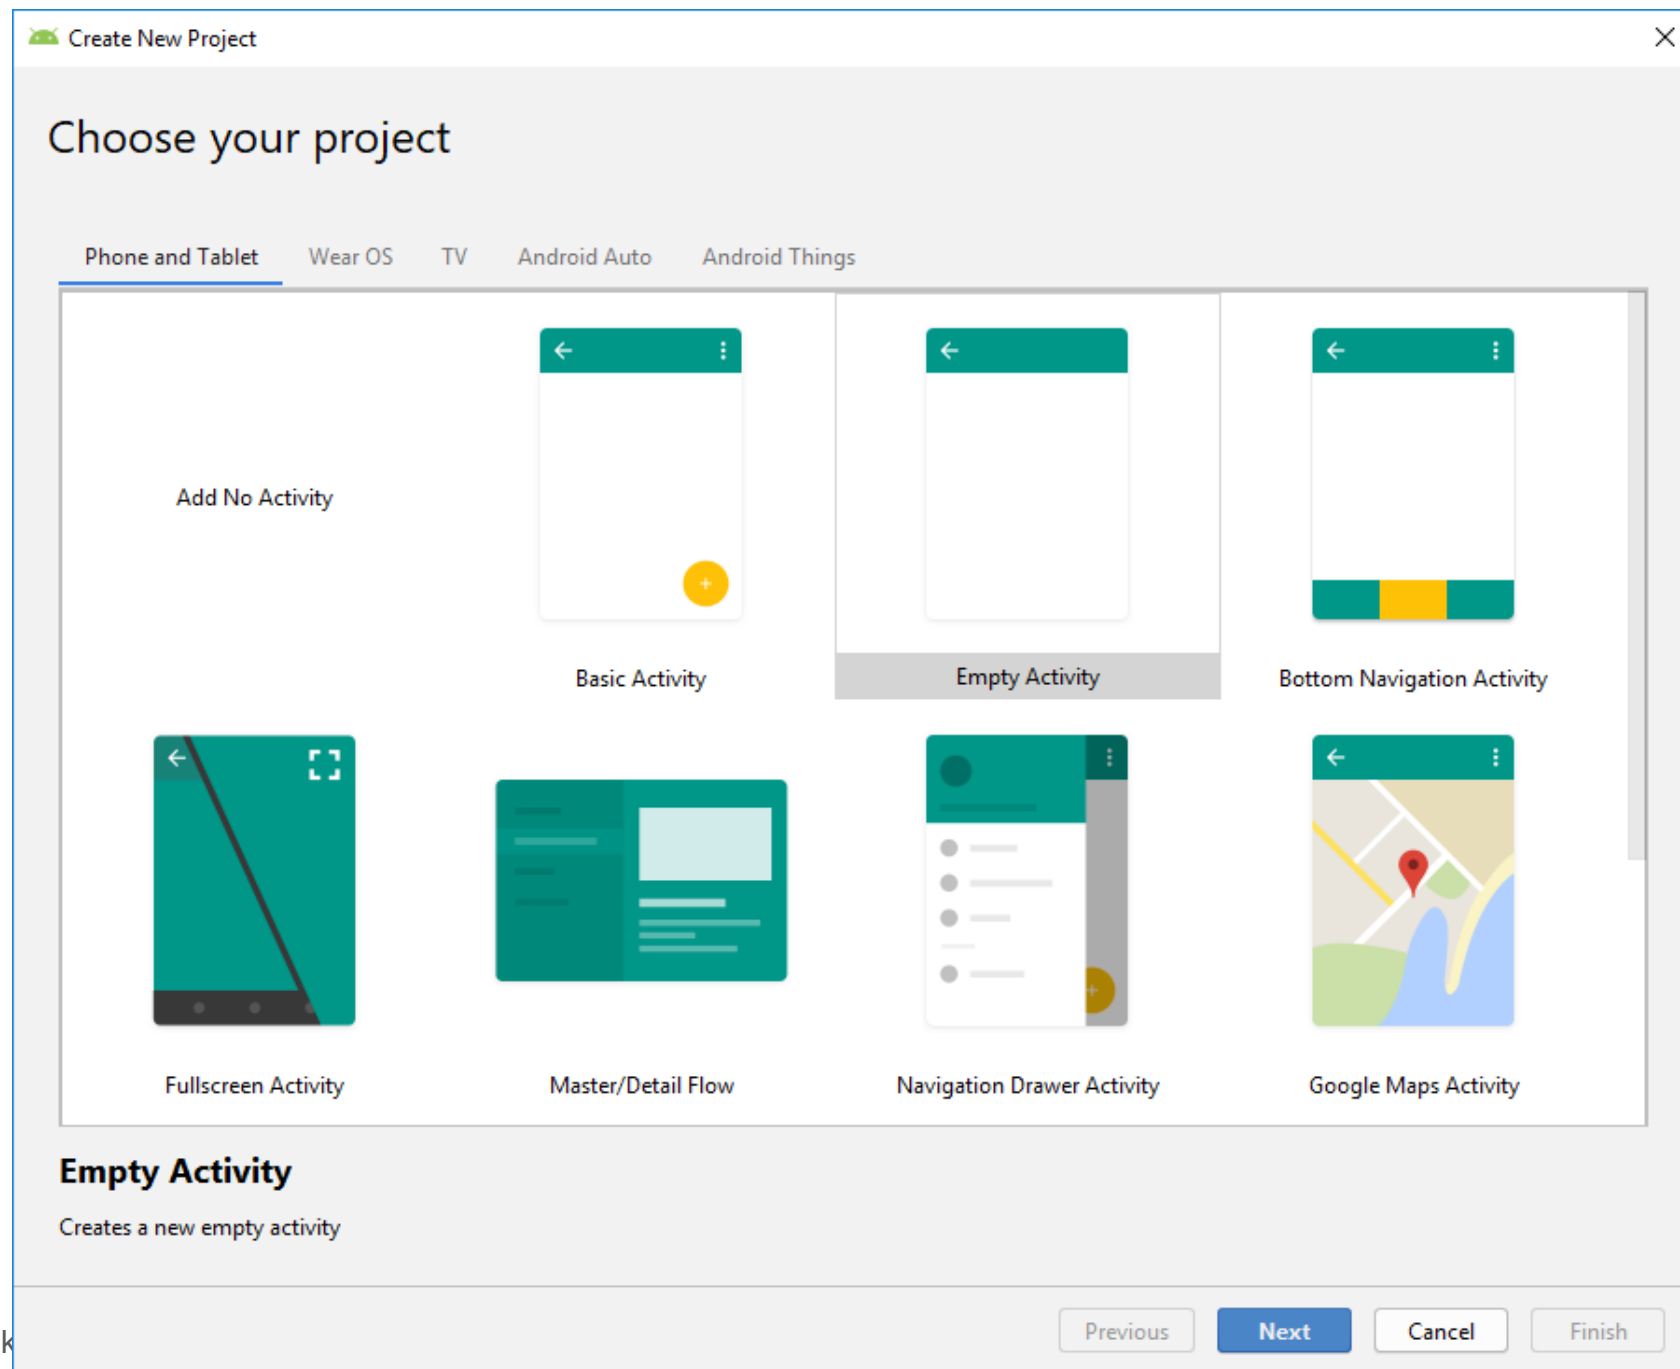 Create New Project
Choose your project
Phone and Tablet Wear OS TV Android Auto Android Things
Add No Activity
Basic Activity
Empty Activity
Bottom Navigation Activity
Fullscreen Activity
Master/Detail Flow
Navigation Drawer Activity
Google Maps Activity
Empty Activity
Creates a new empty activity
k
Previous Next Cancel Finish